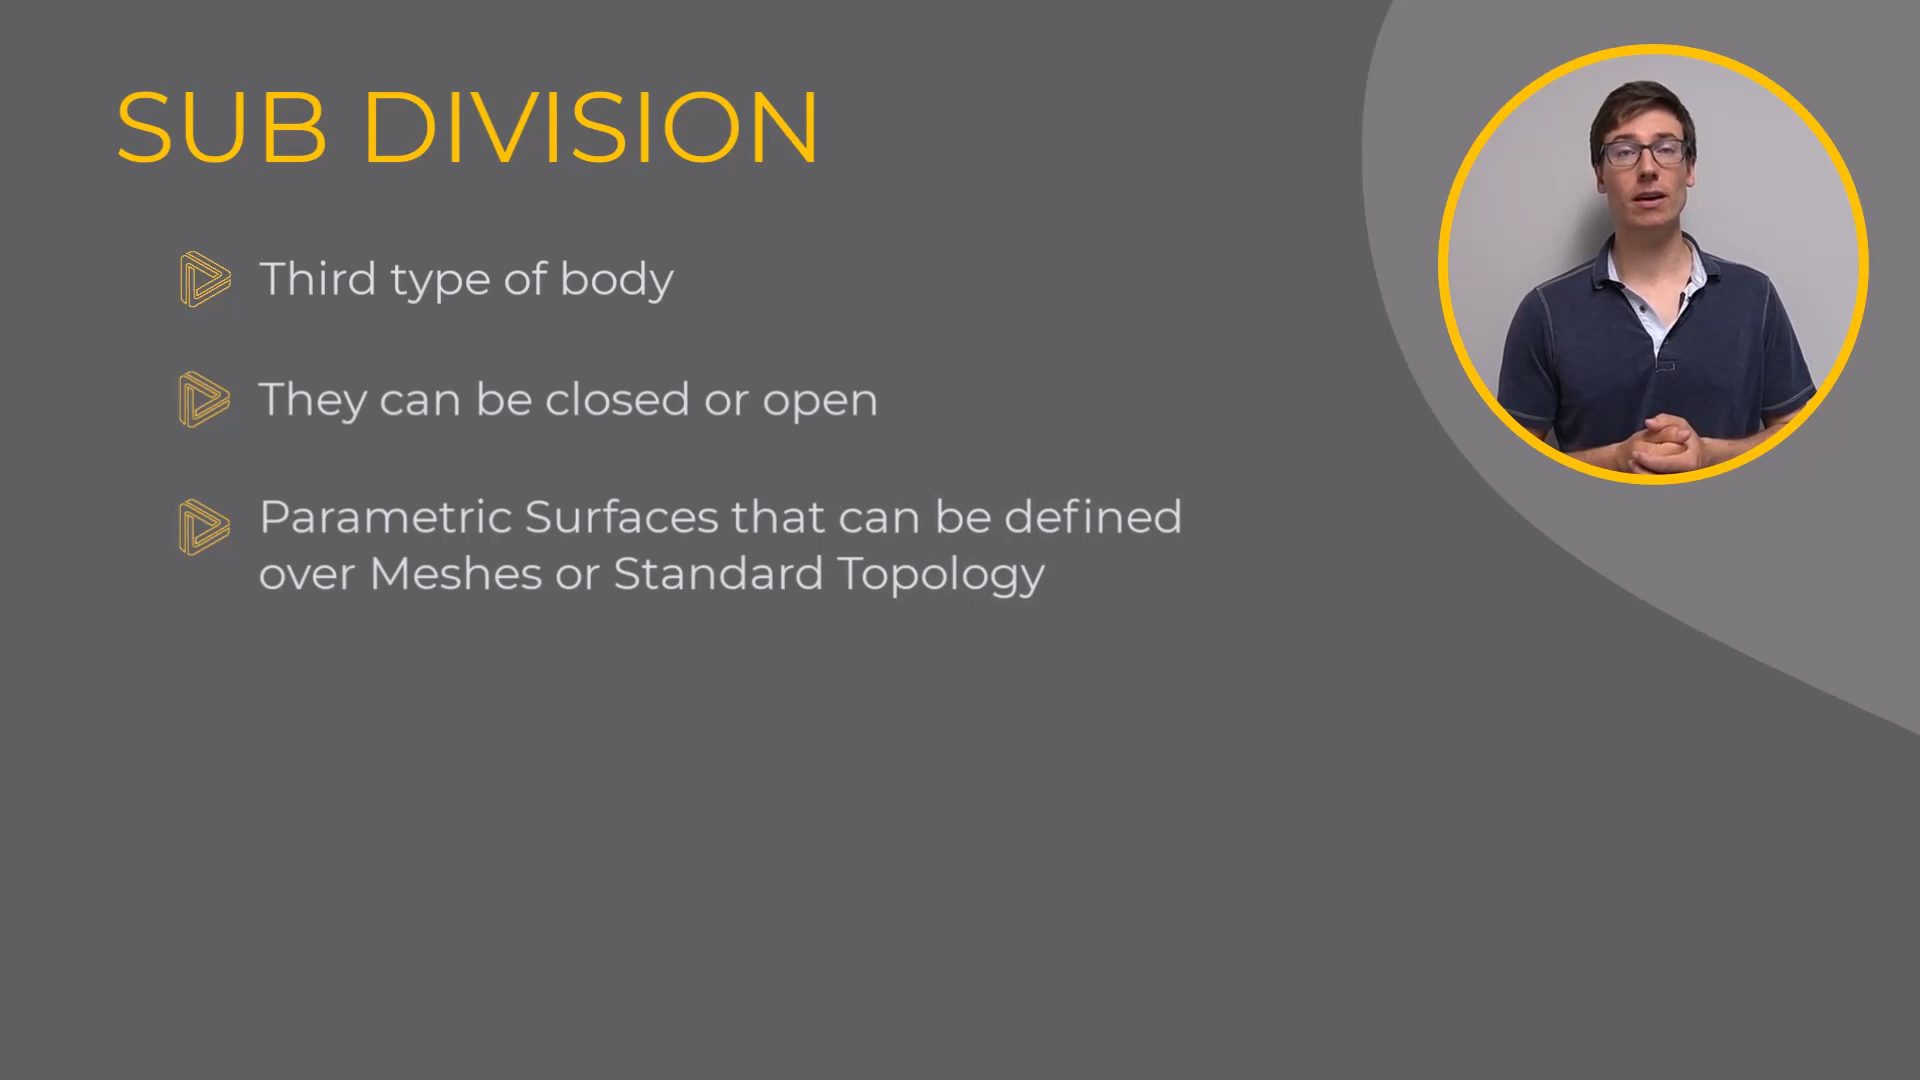 SUB DIVISION
Third type of body
They can be closed or open
Parametric Surfaces that can be defined
over Meshes or Standard Topology